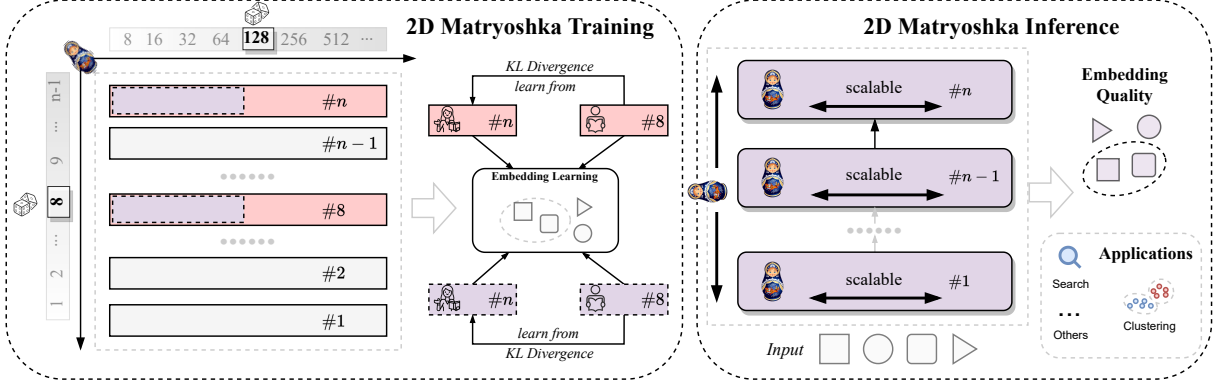 2D Matryoshka Training
8 16 32 64 128 256 512 ...
n-1
...
9
8
...
2
1
#n
#n − 1
......
#8
......
#2
#1
KL Divergence
learn from
#n
#8
Embedding Learning
#n
#8
learn from
KL Divergence
2D Matryoshka Inference
scalable #n
scalable #n − 1
......
scalable #1
Input
Embedding
Quality
Applications
Search
...
Others
Clustering